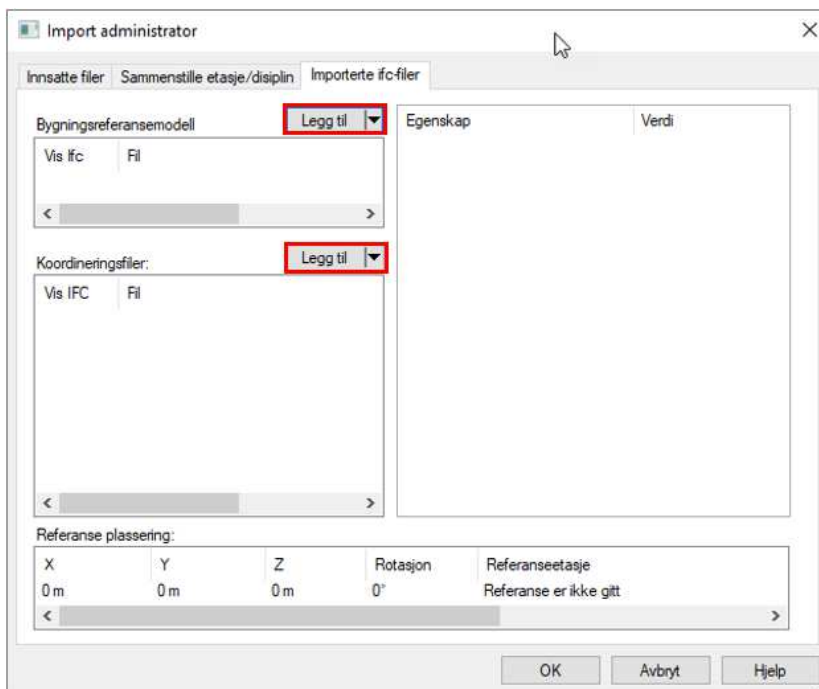 Import administrator
Innsatte filer Sammenstille etasje/disiplin Importerte ifc-filer
Bygningsreferansemodell Legg til
Vis Ifc Fil
Egenskap Verdi
Koordineringsfiler: Legg til
Vis IFC Fil
Referanse plassering:
X Y Z Rotasjon Referanseetasje
0 m 0 m 0 m 0° Referanse er ikke gitt
OK Avbryt Hjelp